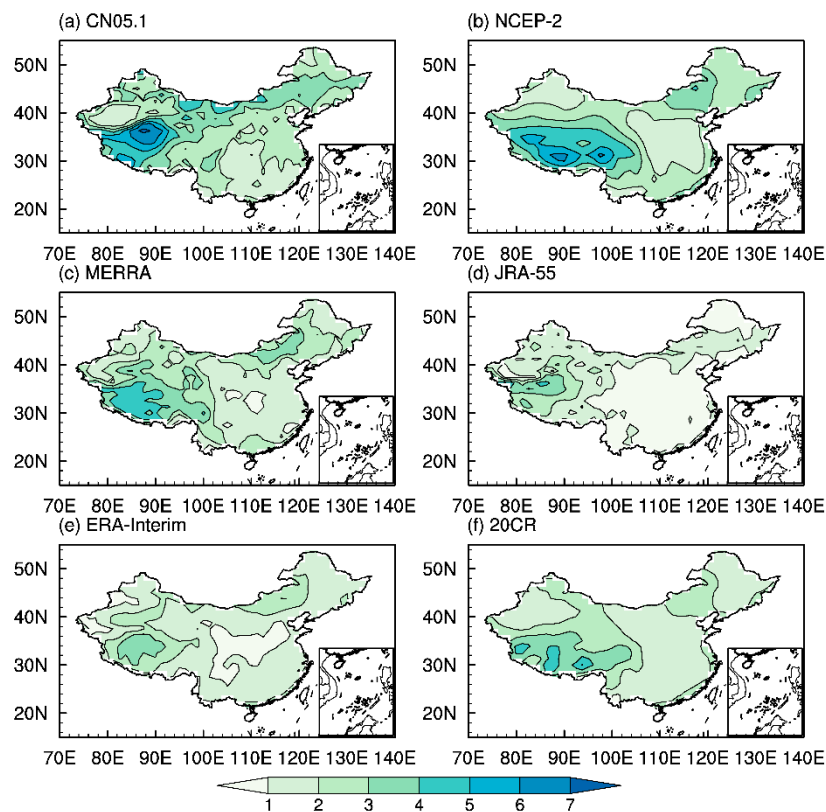 (a) CN05.1
(b) NCEP-2
50N
40N
30N
20N
50N
40N
30N
20N
70E 80E 90E 100E 110E 120E 130E 140E
70E 80E 90E 100E 110E 120E 130E 140E
(c) MERRA
(d) JRA-55
50N
40N
30N
20N
50N
40N
30N
20N
70E 80E 90E 100E 110E 120E 130E 140E
70E 80E 90E 100E 110E 120E 130E 140E
(e) ERA-Interim
(f) 20CR
50N
40N
30N
20N
50N
40N
30N
20N
70E 80E 90E 100E 110E 120E 130E 140E
70E 80E 90E 100E 110E 120E 130E 140E
1 2 3 4 5 6 7